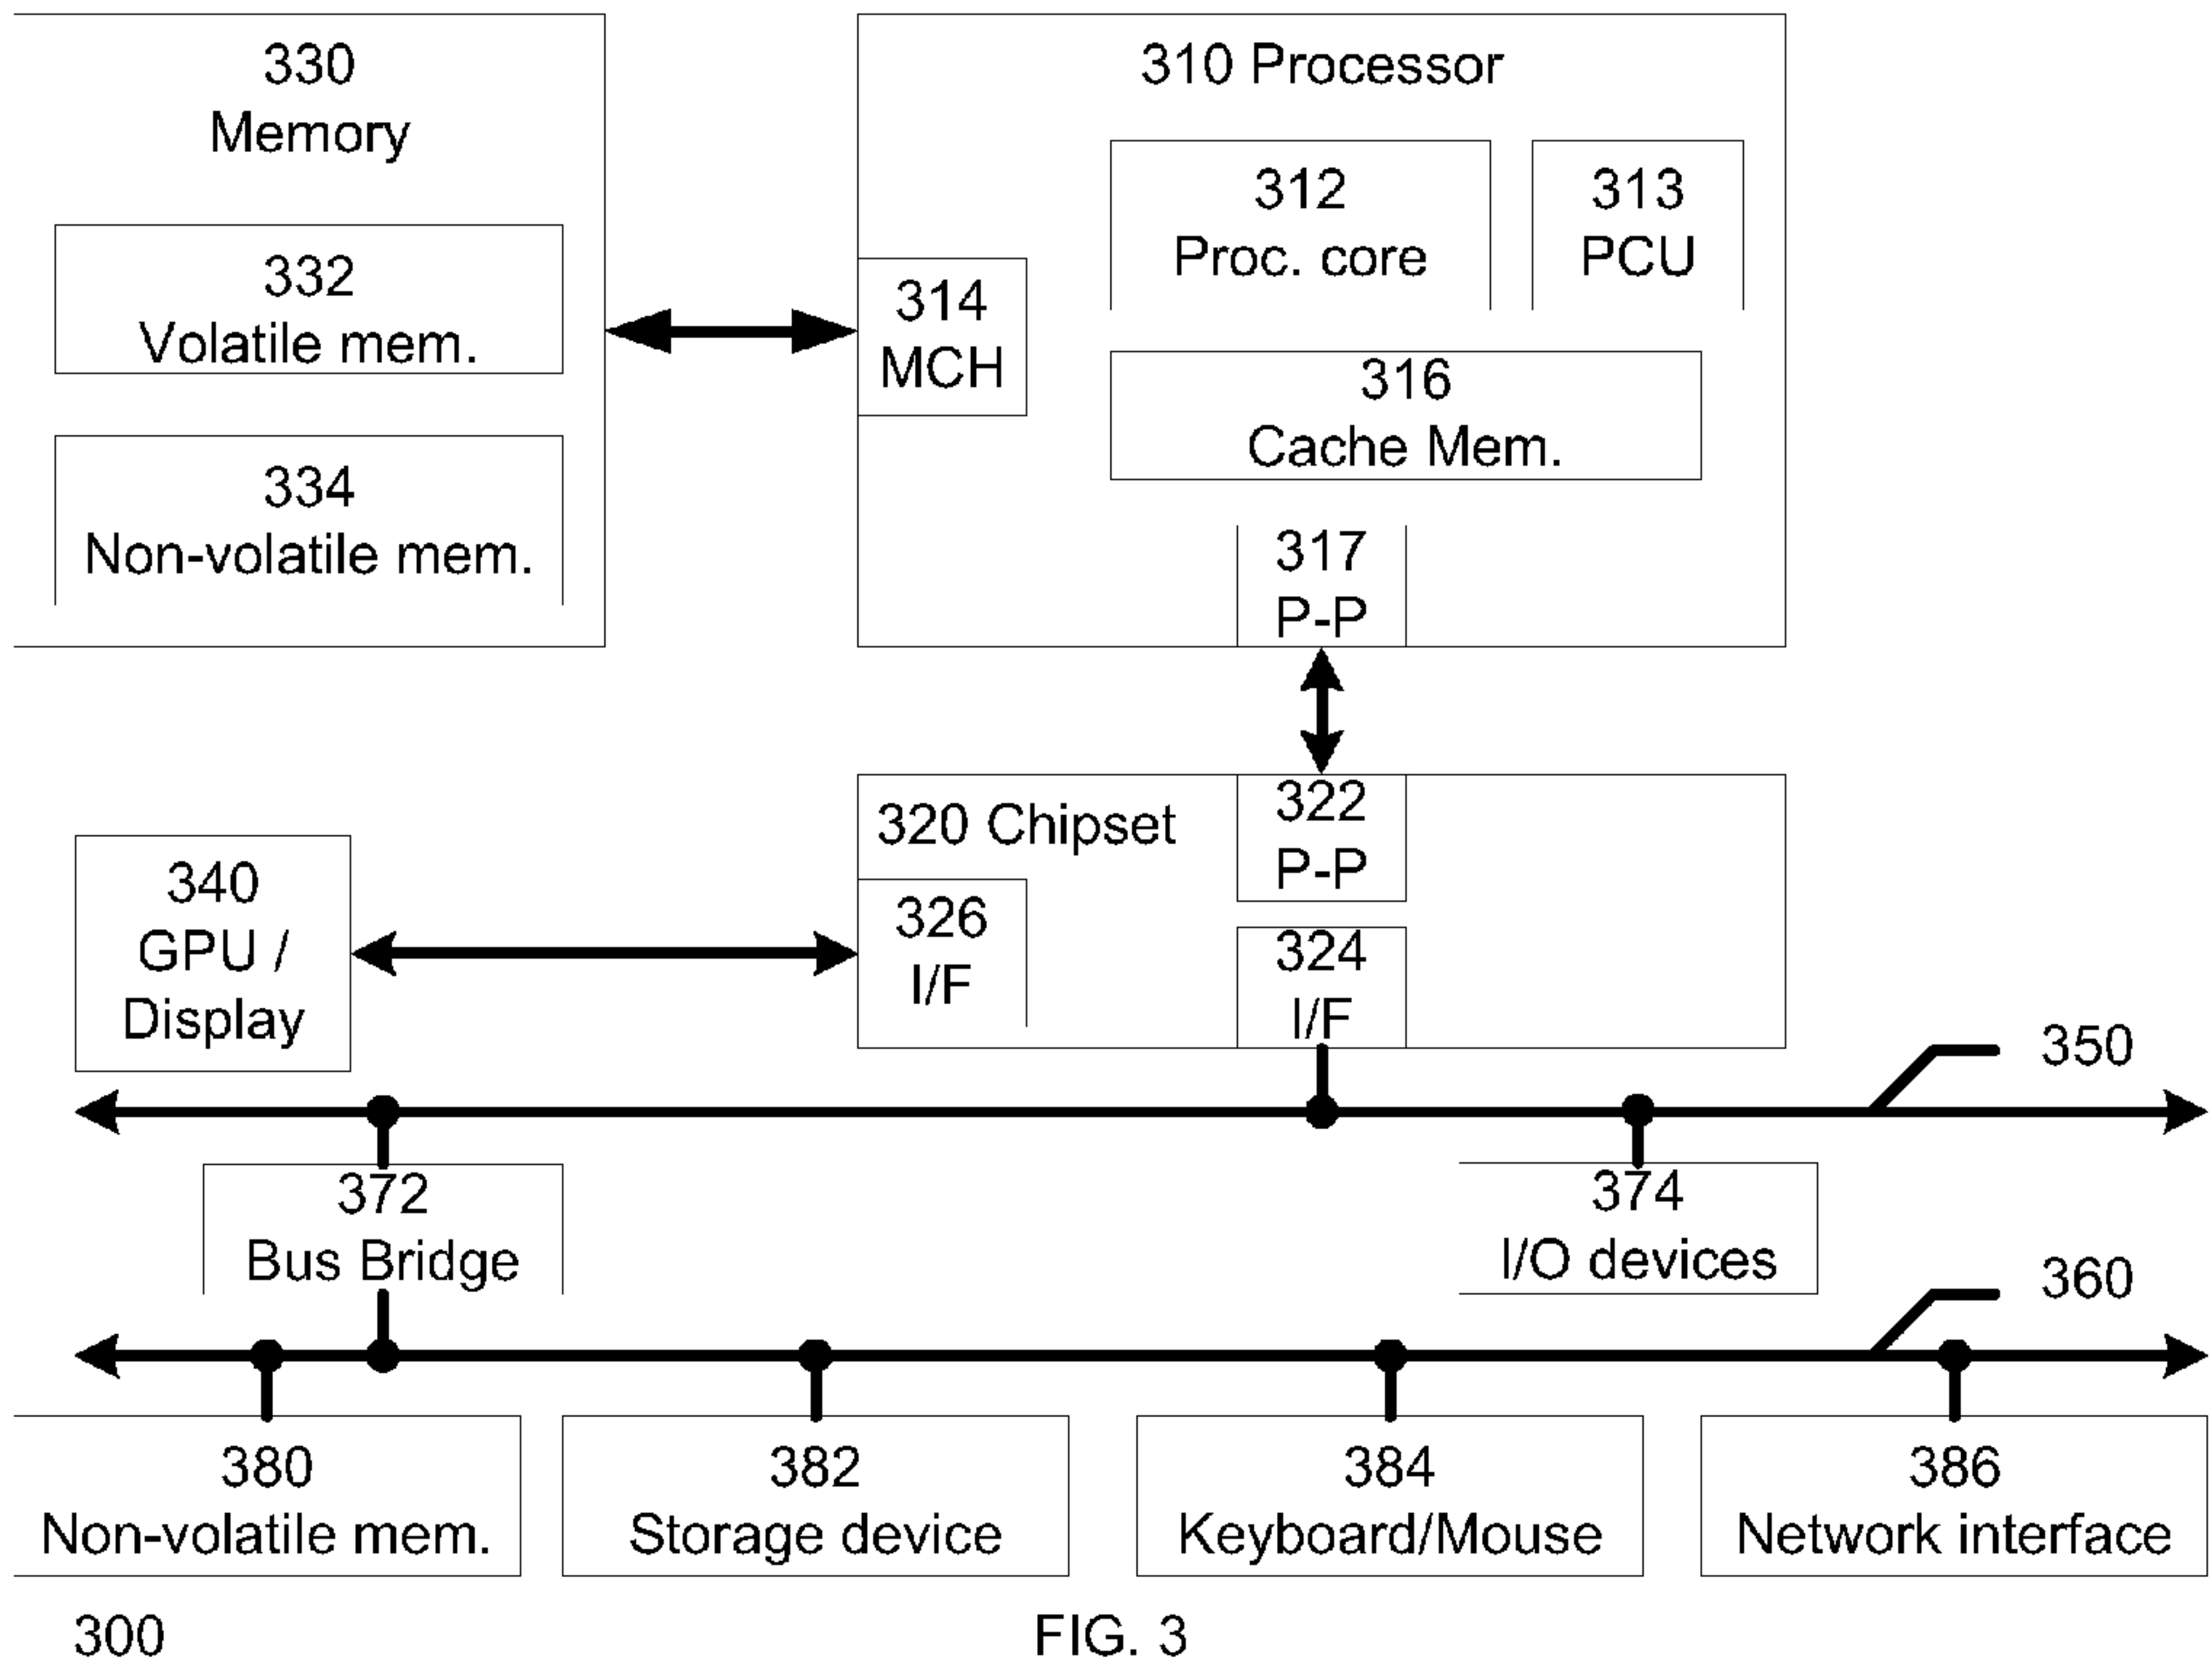 330
Memory
332
Volatile mem.
334
Non-volatile mem.
310 Processor
312
Proc. core
313
PCU
314
MCH
316
Cache Mem.
317
P-P
320 Chipset
322
P-P
326
I/F
324
I/F
340
GPU /
Display
350
372
Bus Bridge
374
I/O devices
360
380
Non-volatile mem.
382
Storage device
384
Keyboard/Mouse
386
Network interface
300
FIG. 3